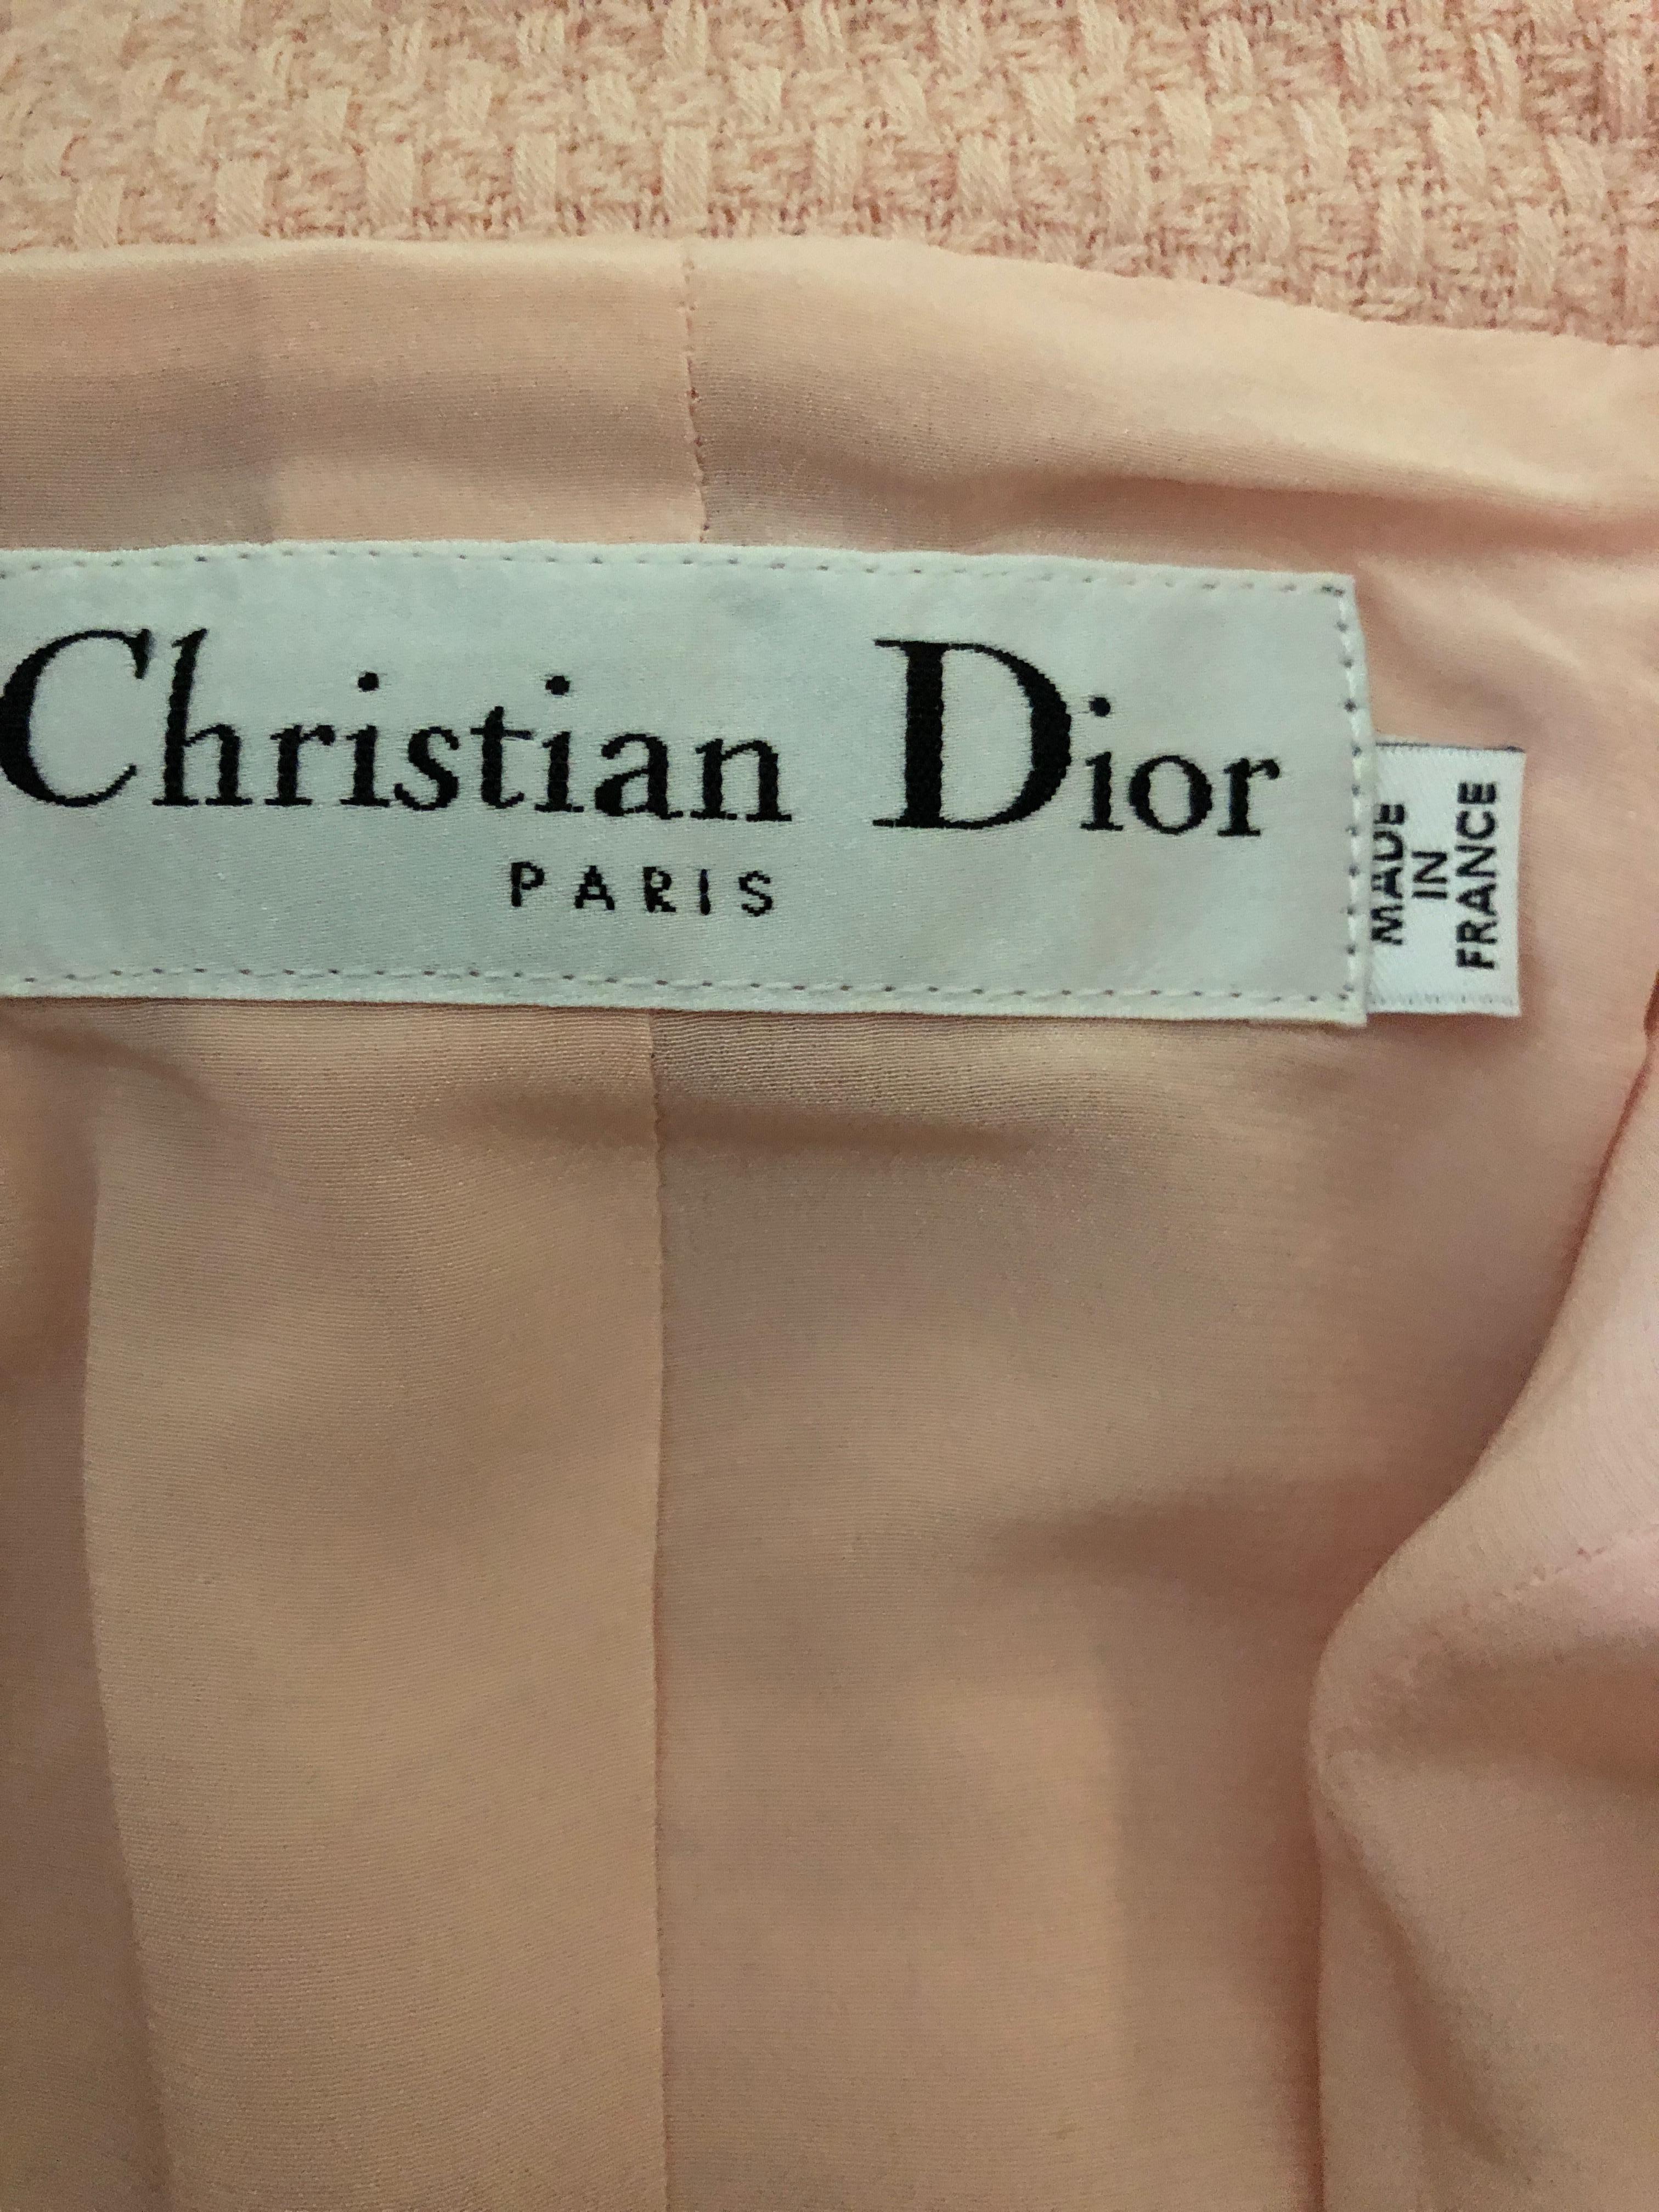 Christian Dior
PARIS
MADE
IN
FRANCE